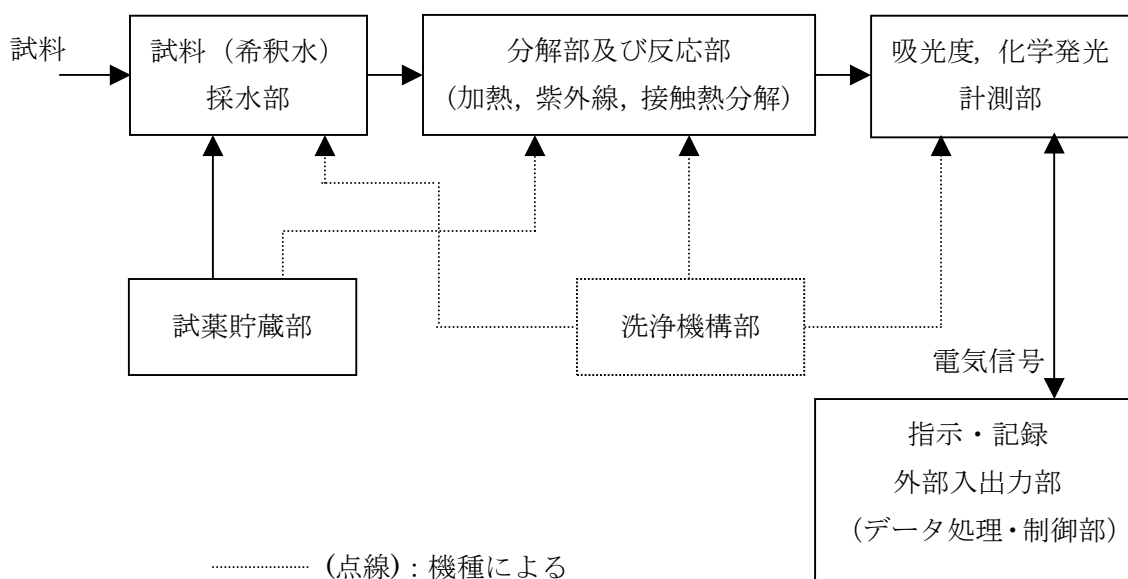 試料
試料（希釈水）
採水部
分解部及び反応部
（加熱, 紫外線, 接触熱分解）
吸光度, 化学発光
計測部
試薬貯蔵部
洗浄機構部
電気信号
指示・記録
外部入出力部
（データ処理・制御部）
(点線)：機種による